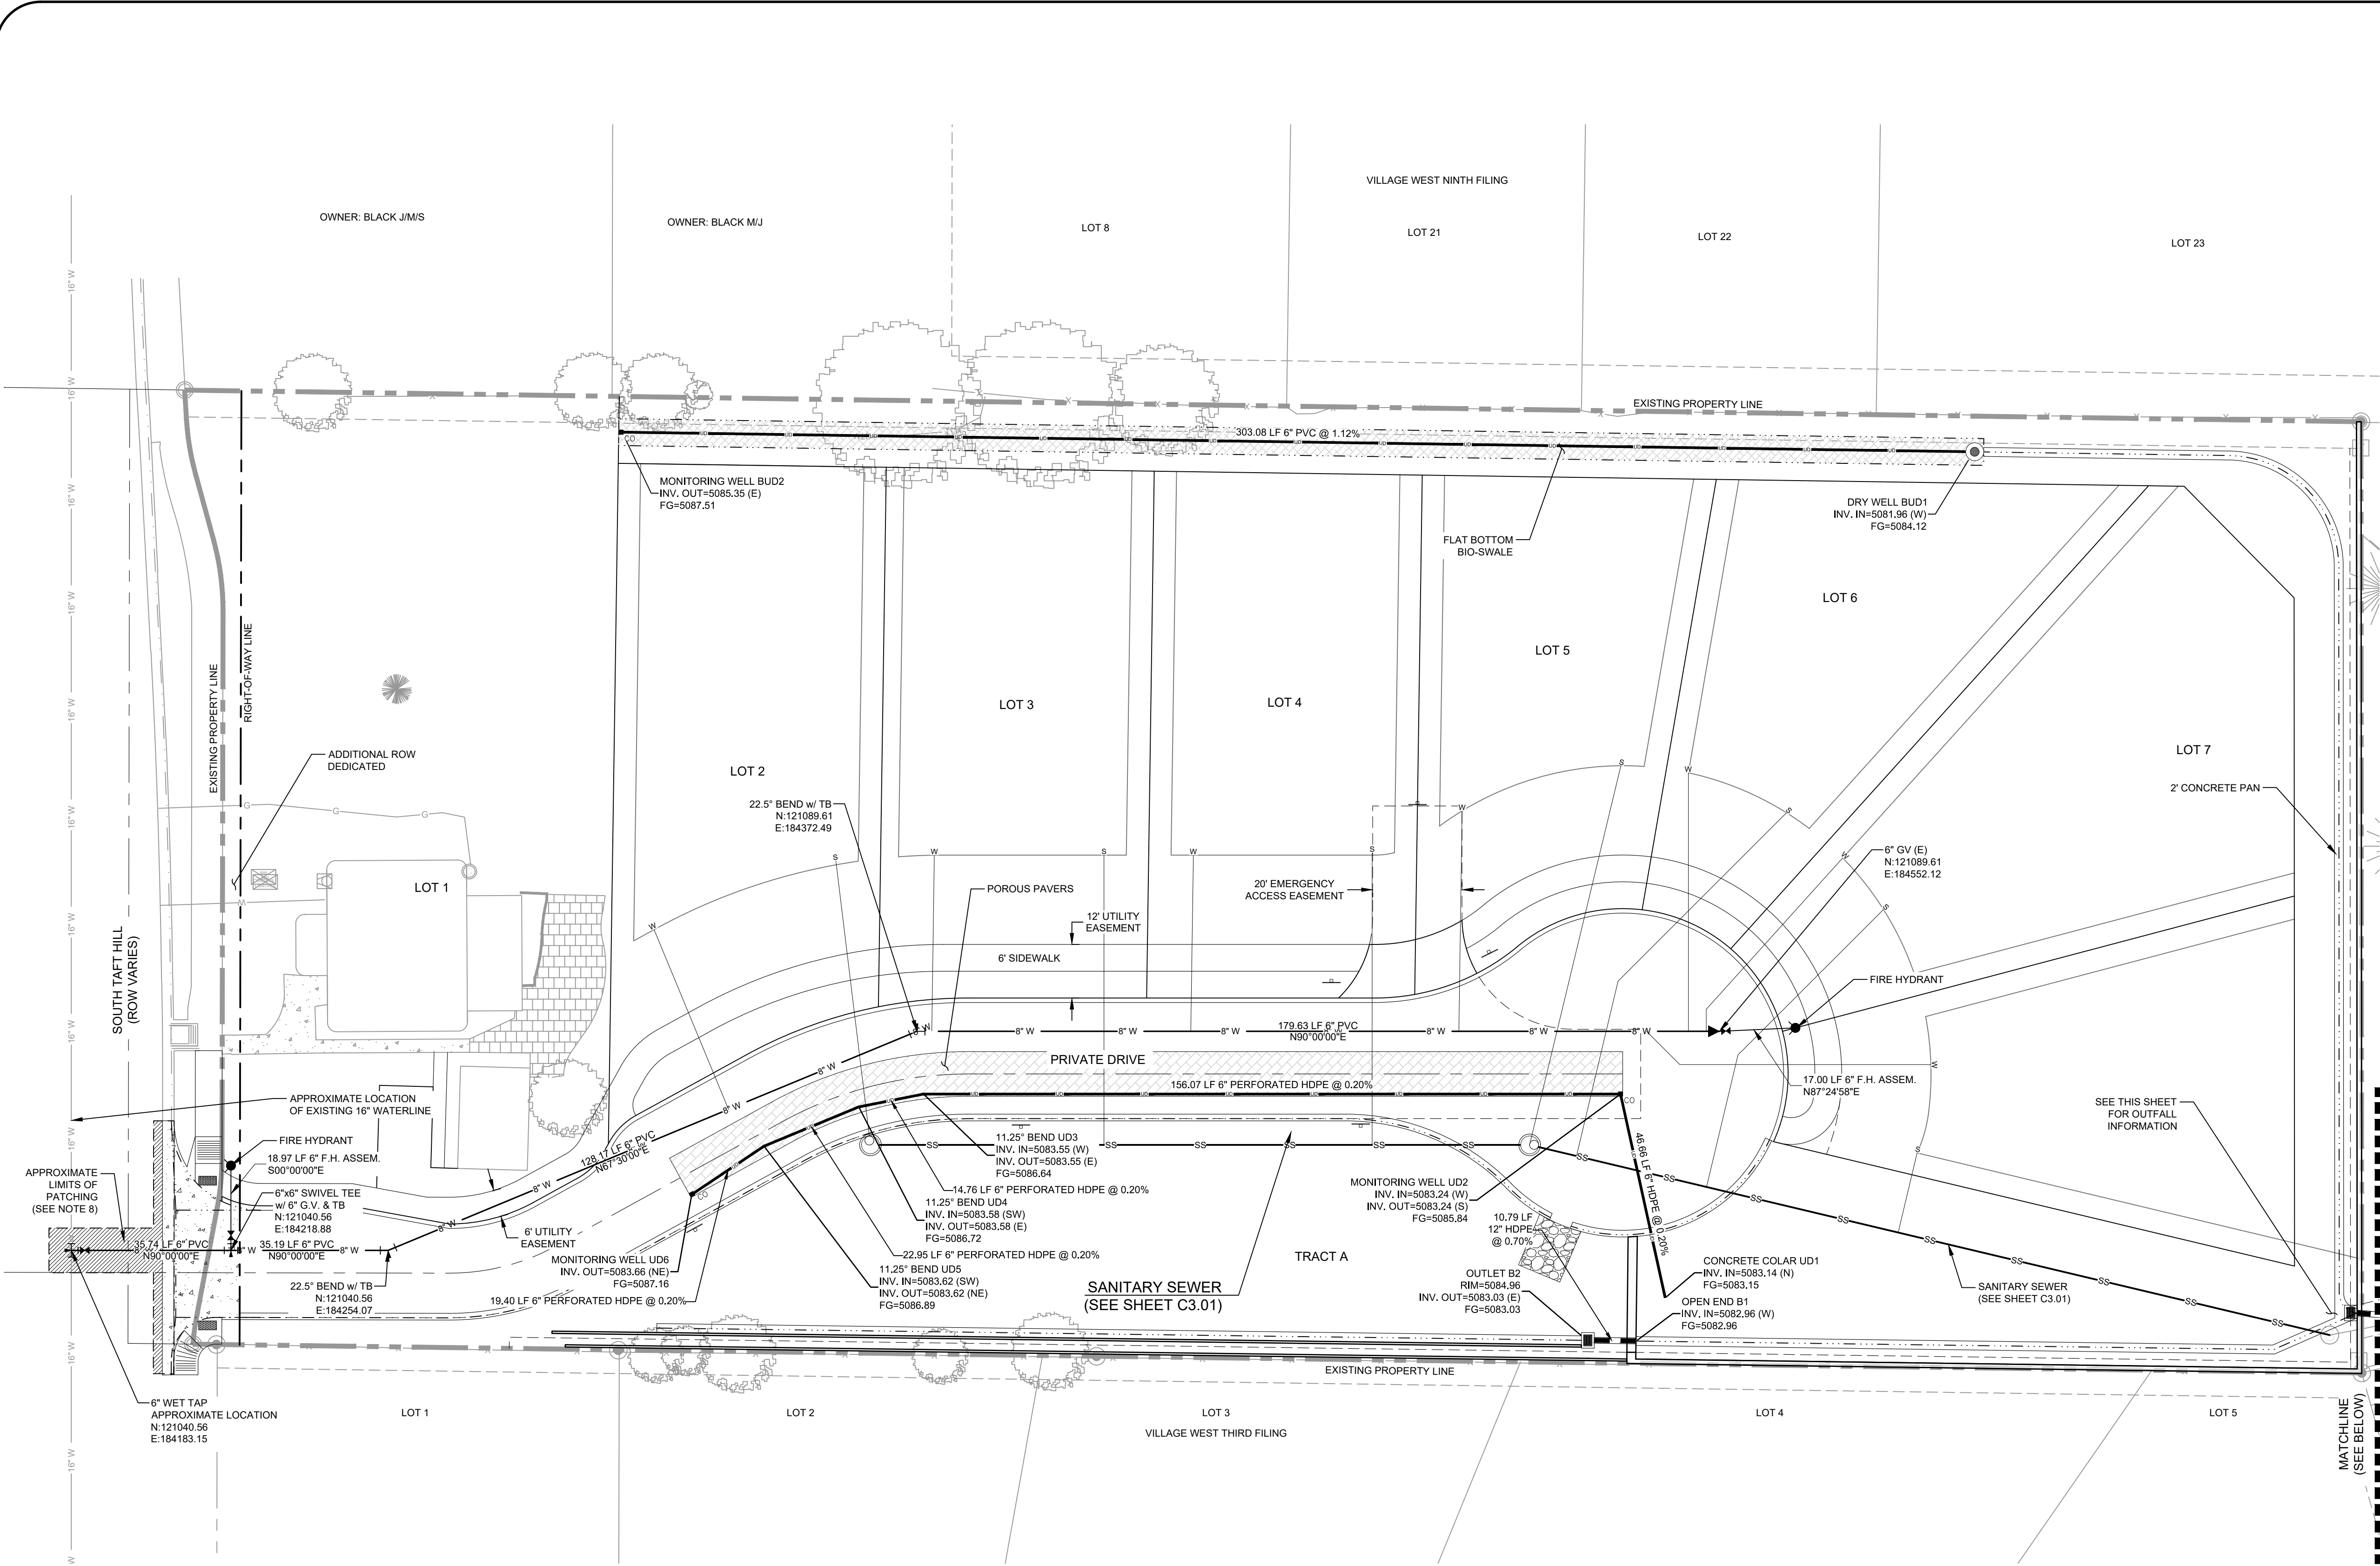 VILLAGE WEST NINTH FILING
OWNER: BLACK J/M/S
OWNER: BLACK M/J
LOT 8
LOT 21
LOT 22
LOT 23
EXISTING PROPERTY LINE
303.08 LF 6" PVC @ 1.12%
CO
MONITORING WELL BUD2
INV. OUT=5085.35 (E)
FG=5087.51
DRY WELL BUD1
INV. IN=5081.96 (W)
FG=5084.12
FLAT BOTTOM
BIO-SWALE
LOT 6
LOT 5
LOT 3
LOT 4
LOT 7
LOT 2
EXISTING PROPERTY LINE
RIGHT-OF-WAY LINE
ADDITIONAL ROW
DEDICATED
2' CONCRETE PAN
22.5° BEND w/ TB
N:121089.61
E:184372.49
6" GV (E)
N:121089.61
E:184552.12
LOT 1
POROUS PAVERS
20' EMERGENCY
ACCESS EASEMENT
12' UTILITY
EASEMENT
6' SIDEWALK
FIRE HYDRANT
SOUTH TAFT HILL
(ROW VARIES)
179.63 LF 6" PVC
N90°00'00"E
PRIVATE DRIVE
156.07 LF 6" PERFORATED HDPE @ 0.20%
CO
17.00 LF 6" F.H. ASSEM.
N87°24'58"E
APPROXIMATE LOCATION
OF EXISTING 16" WATERLINE
SEE THIS SHEET
FOR OUTFALL
INFORMATION
FIRE HYDRANT
18.97 LF 6" F.H. ASSEM.
S00°00'00"E
128.17 LF 6" PVC
N67°30'00"E
11.25° BEND UD3
INV. IN=5083.55 (W)
INV. OUT=5083.55 (E)
FG=5086.64
46.66 LF 6" HDPE @ 0.20%
APPROXIMATE
LIMITS OF
PATCHING
(SEE NOTE 8)
6"x6" SWIVEL TEE
w/ 6" G.V. & TB
N:121040.56
E:184218.88
CO
14.76 LF 6" PERFORATED HDPE @ 0.20%
11.25° BEND UD4
INV. IN=5083.58 (SW)
INV. OUT=5083.58 (E)
FG=5086.72
MONITORING WELL UD2
INV. IN=5083.24 (W)
INV. OUT=5083.24 (S)
FG=5085.84
10.79 LF
12" HDPE
@ 0.70%
35.74 LF 6" PVC
N90°00'00"E
35.19 LF 6" PVC
N90°00'00"E
6' UTILITY
EASEMENT
22.95 LF 6" PERFORATED HDPE @ 0.20%
MONITORING WELL UD6
INV. OUT=5083.66 (NE)
FG=5087.16
11.25° BEND UD5
INV. IN=5083.62 (SW)
INV. OUT=5083.62 (NE)
FG=5086.89
19.40 LF 6" PERFORATED HDPE @ 0.20%
22.5° BEND w/ TB
N:121040.56
E:184254.07
SANITARY SEWER
(SEE SHEET C3.01)
TRACT A
OUTLET B2
RIM=5084.96
INV. OUT=5083.03 (E)
FG=5083.03
CONCRETE COLAR UD1
INV. IN=5083.14 (N)
FG=5083.15
OPEN END B1
INV. IN=5082.96 (W)
FG=5082.96
SANITARY SEWER
(SEE SHEET C3.01)
EXISTING PROPERTY LINE
6" WET TAP
APPROXIMATE LOCATION
N:121040.56
E:184183.15
LOT 1
LOT 2
LOT 3
LOT 4
LOT 5
VILLAGE WEST THIRD FILING
MATCHLINE
(SEE BELOW)